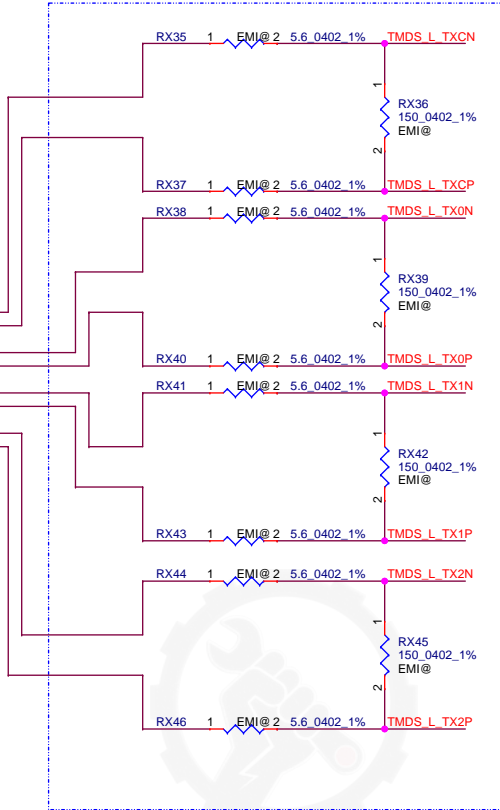 RX35 1 EMI@ 2 5.6_0402_1% TMDS_L_TXCN
1
RX36
150_0402_1%
EMI@
2
RX37 1 EMI@ 2 5.6_0402_1% TMDS_L_TXCP
RX38 1 EMI@ 2 5.6_0402_1% TMDS_L_TX0N
1
RX39
150_0402_1%
EMI@
2
RX40 1 EMI@ 2 5.6_0402_1% TMDS_L_TX0P
RX41 1 EMI@ 2 5.6_0402_1% TMDS_L_TX1N
1
RX42
150_0402_1%
EMI@
2
RX43 1 EMI@ 2 5.6_0402_1% TMDS_L_TX1P
RX44 1 EMI@ 2 5.6_0402_1% TMDS_L_TX2N
1
RX45
150_0402_1%
EMI@
2
RX46 1 EMI@ 2 5.6_0402_1% TMDS_L_TX2P